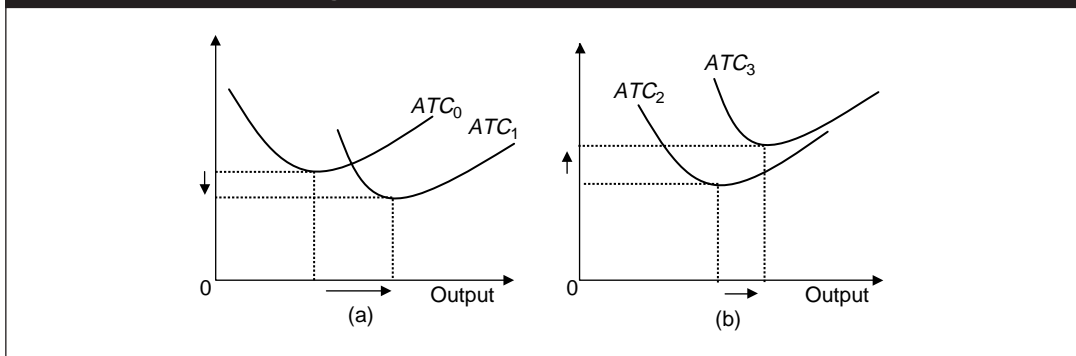 ATC₀
ATC₁
0
Output
(a)
ATC₃
ATC₂
0
Output
(b)